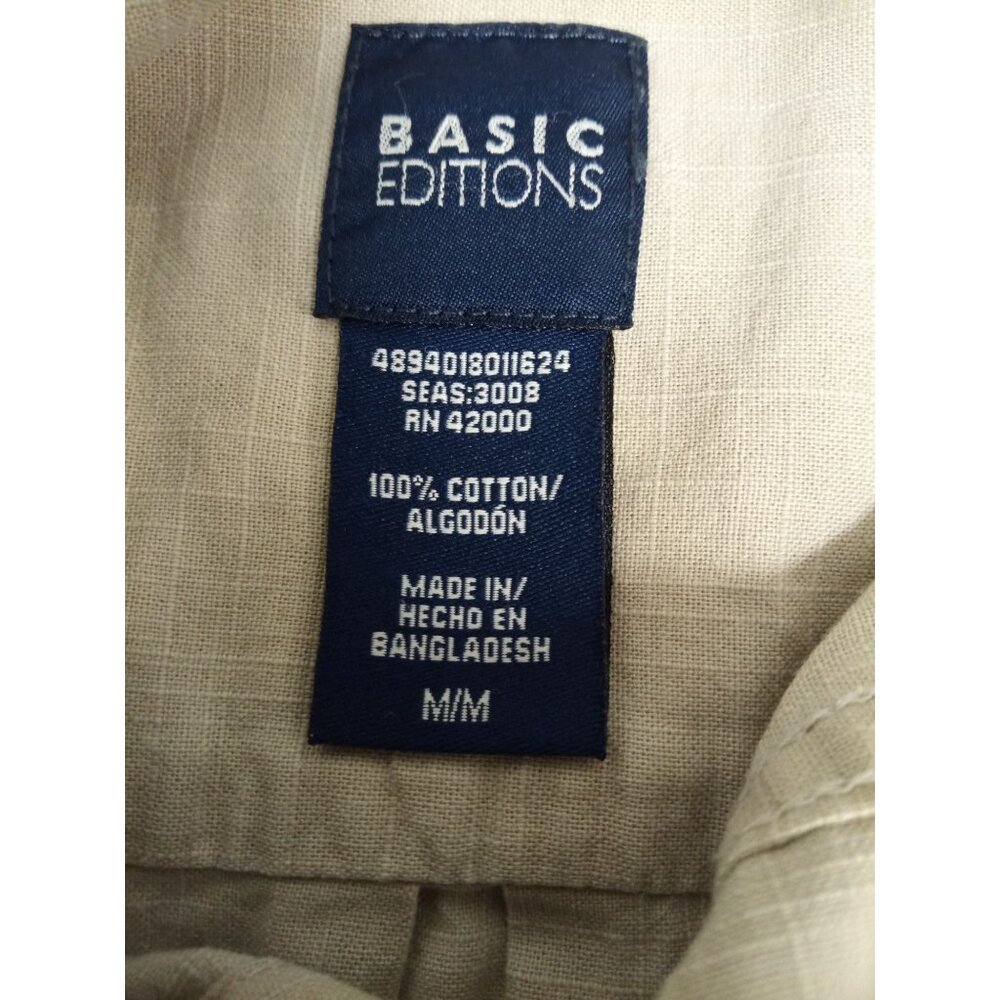 BASIC
EDITIONS
4894018011624
SEAS:3008
RN 42000
100% COTTON/
ALGODÓN
MADE IN/
HECHO EN
BANGLADESH
M/M